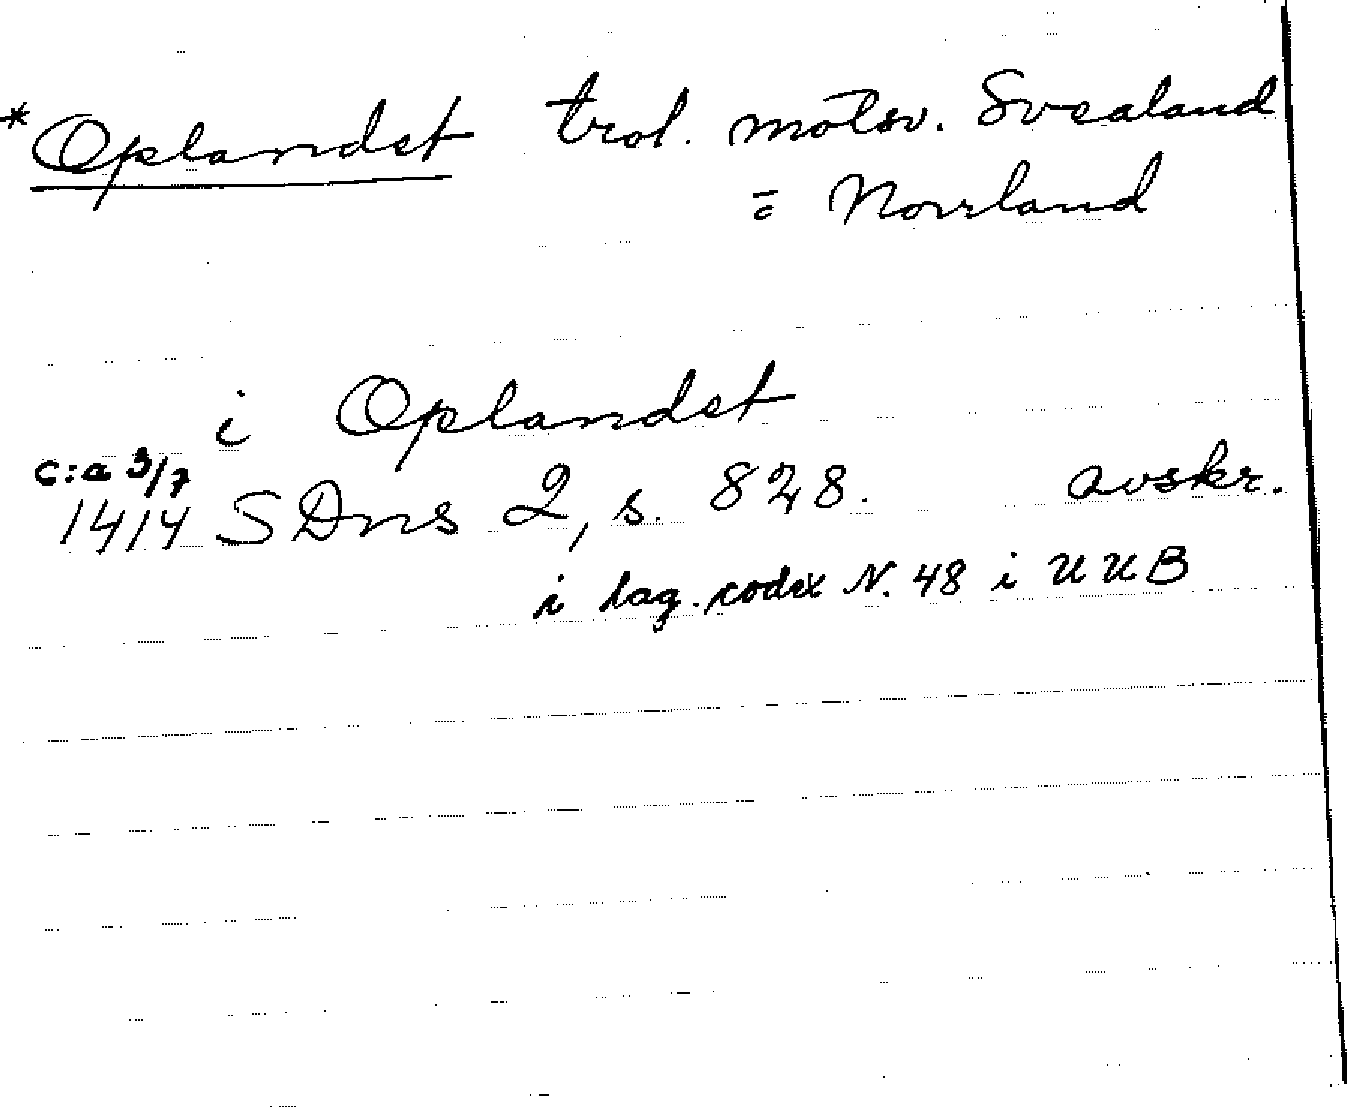 *Oplandet trol. motsv. Svealand
= Norrland
i Oplandet
c:a 3/7
1414 SDns 2, s. 828. avskr.
i lag.codex N. 48 i UUB